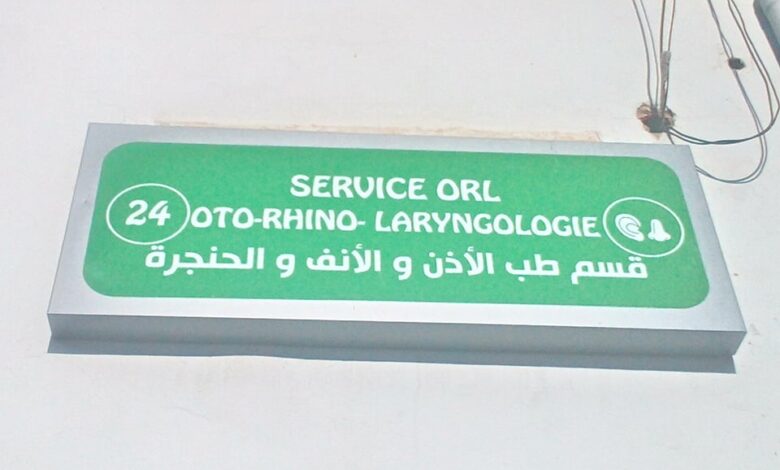 SERVICE ORL
24
OTO-RHINO- LARYNGOLOGIE
قسم طب الأذن و الأنف و الحنجرة